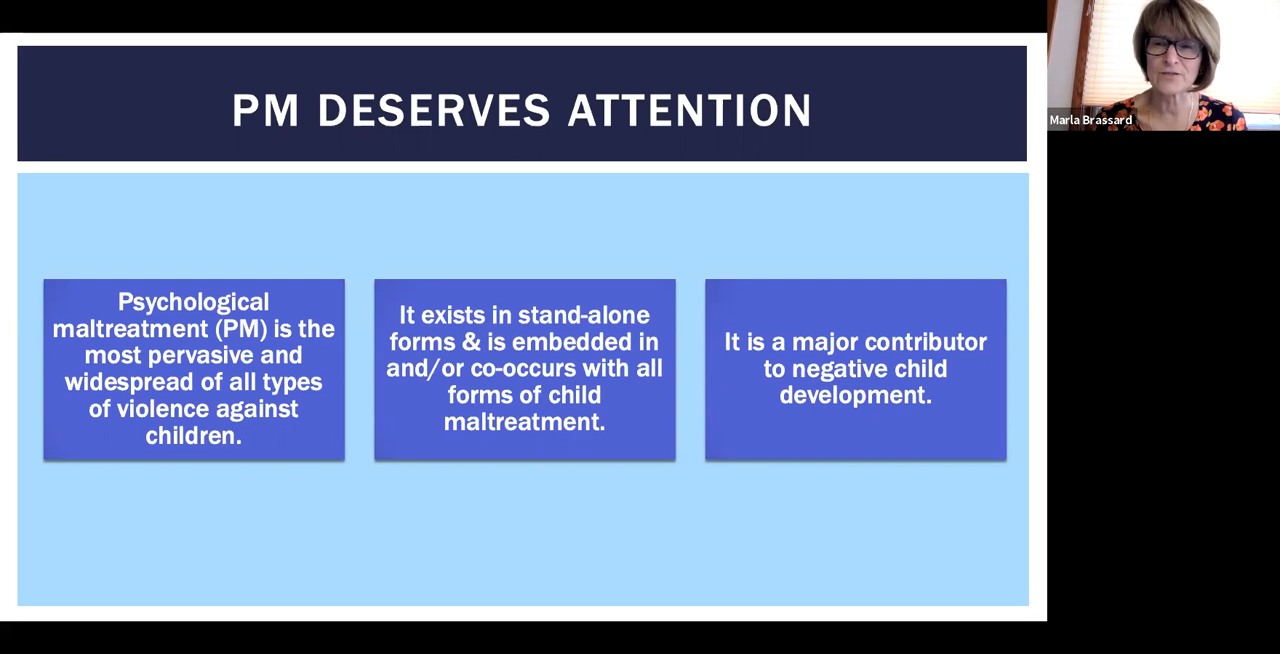 PM DESERVES ATTENTION
Marla Brassard
Psychological
maltreatment (PM) is the
most pervasive and
widespread of all types
of violence against
children.
It exists in stand-alone
forms & is embedded in
and/or co-occurs with all
forms of child
maltreatment.
It is a major contributor
to negative child
development.